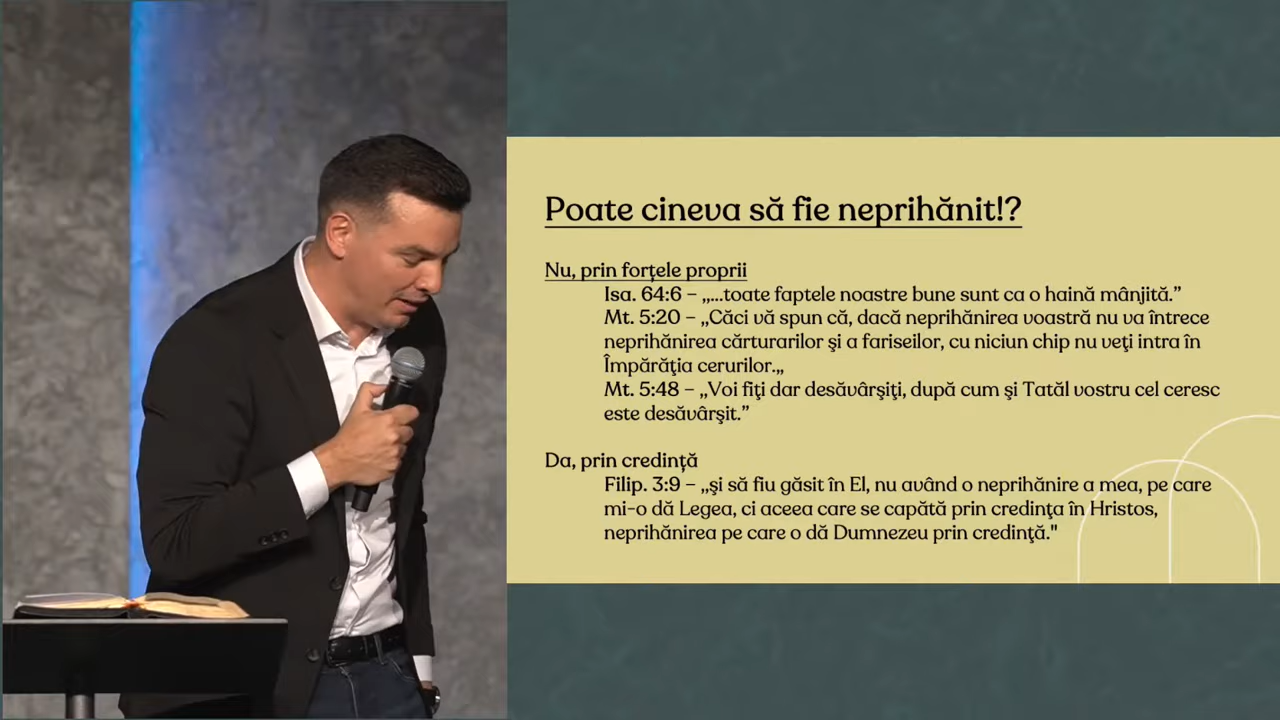 Poate cineva să fie neprihănit!?
Nu, prin forțele proprii
Isa. 64:6 – „...toate faptele noastre bune sunt ca o haină mânjită.”
Mt. 5:20 – „Căci vă spun că, dacă neprihănirea voastră nu va întrece
neprihănirea cărturarilor şi a fariseilor, cu niciun chip nu veţi intra în
Împărăţia cerurilor.„
Mt. 5:48 – „Voi fiţi dar desăvârşiţi, după cum şi Tatăl vostru cel ceresc
este desăvârşit.”
Da, prin credință
Filip. 3:9 – „şi să fiu găsit în El, nu având o neprihănire a mea, pe care
mi-o dă Legea, ci aceea care se capătă prin credinţa în Hristos,
neprihănirea pe care o dă Dumnezeu prin credinţă."